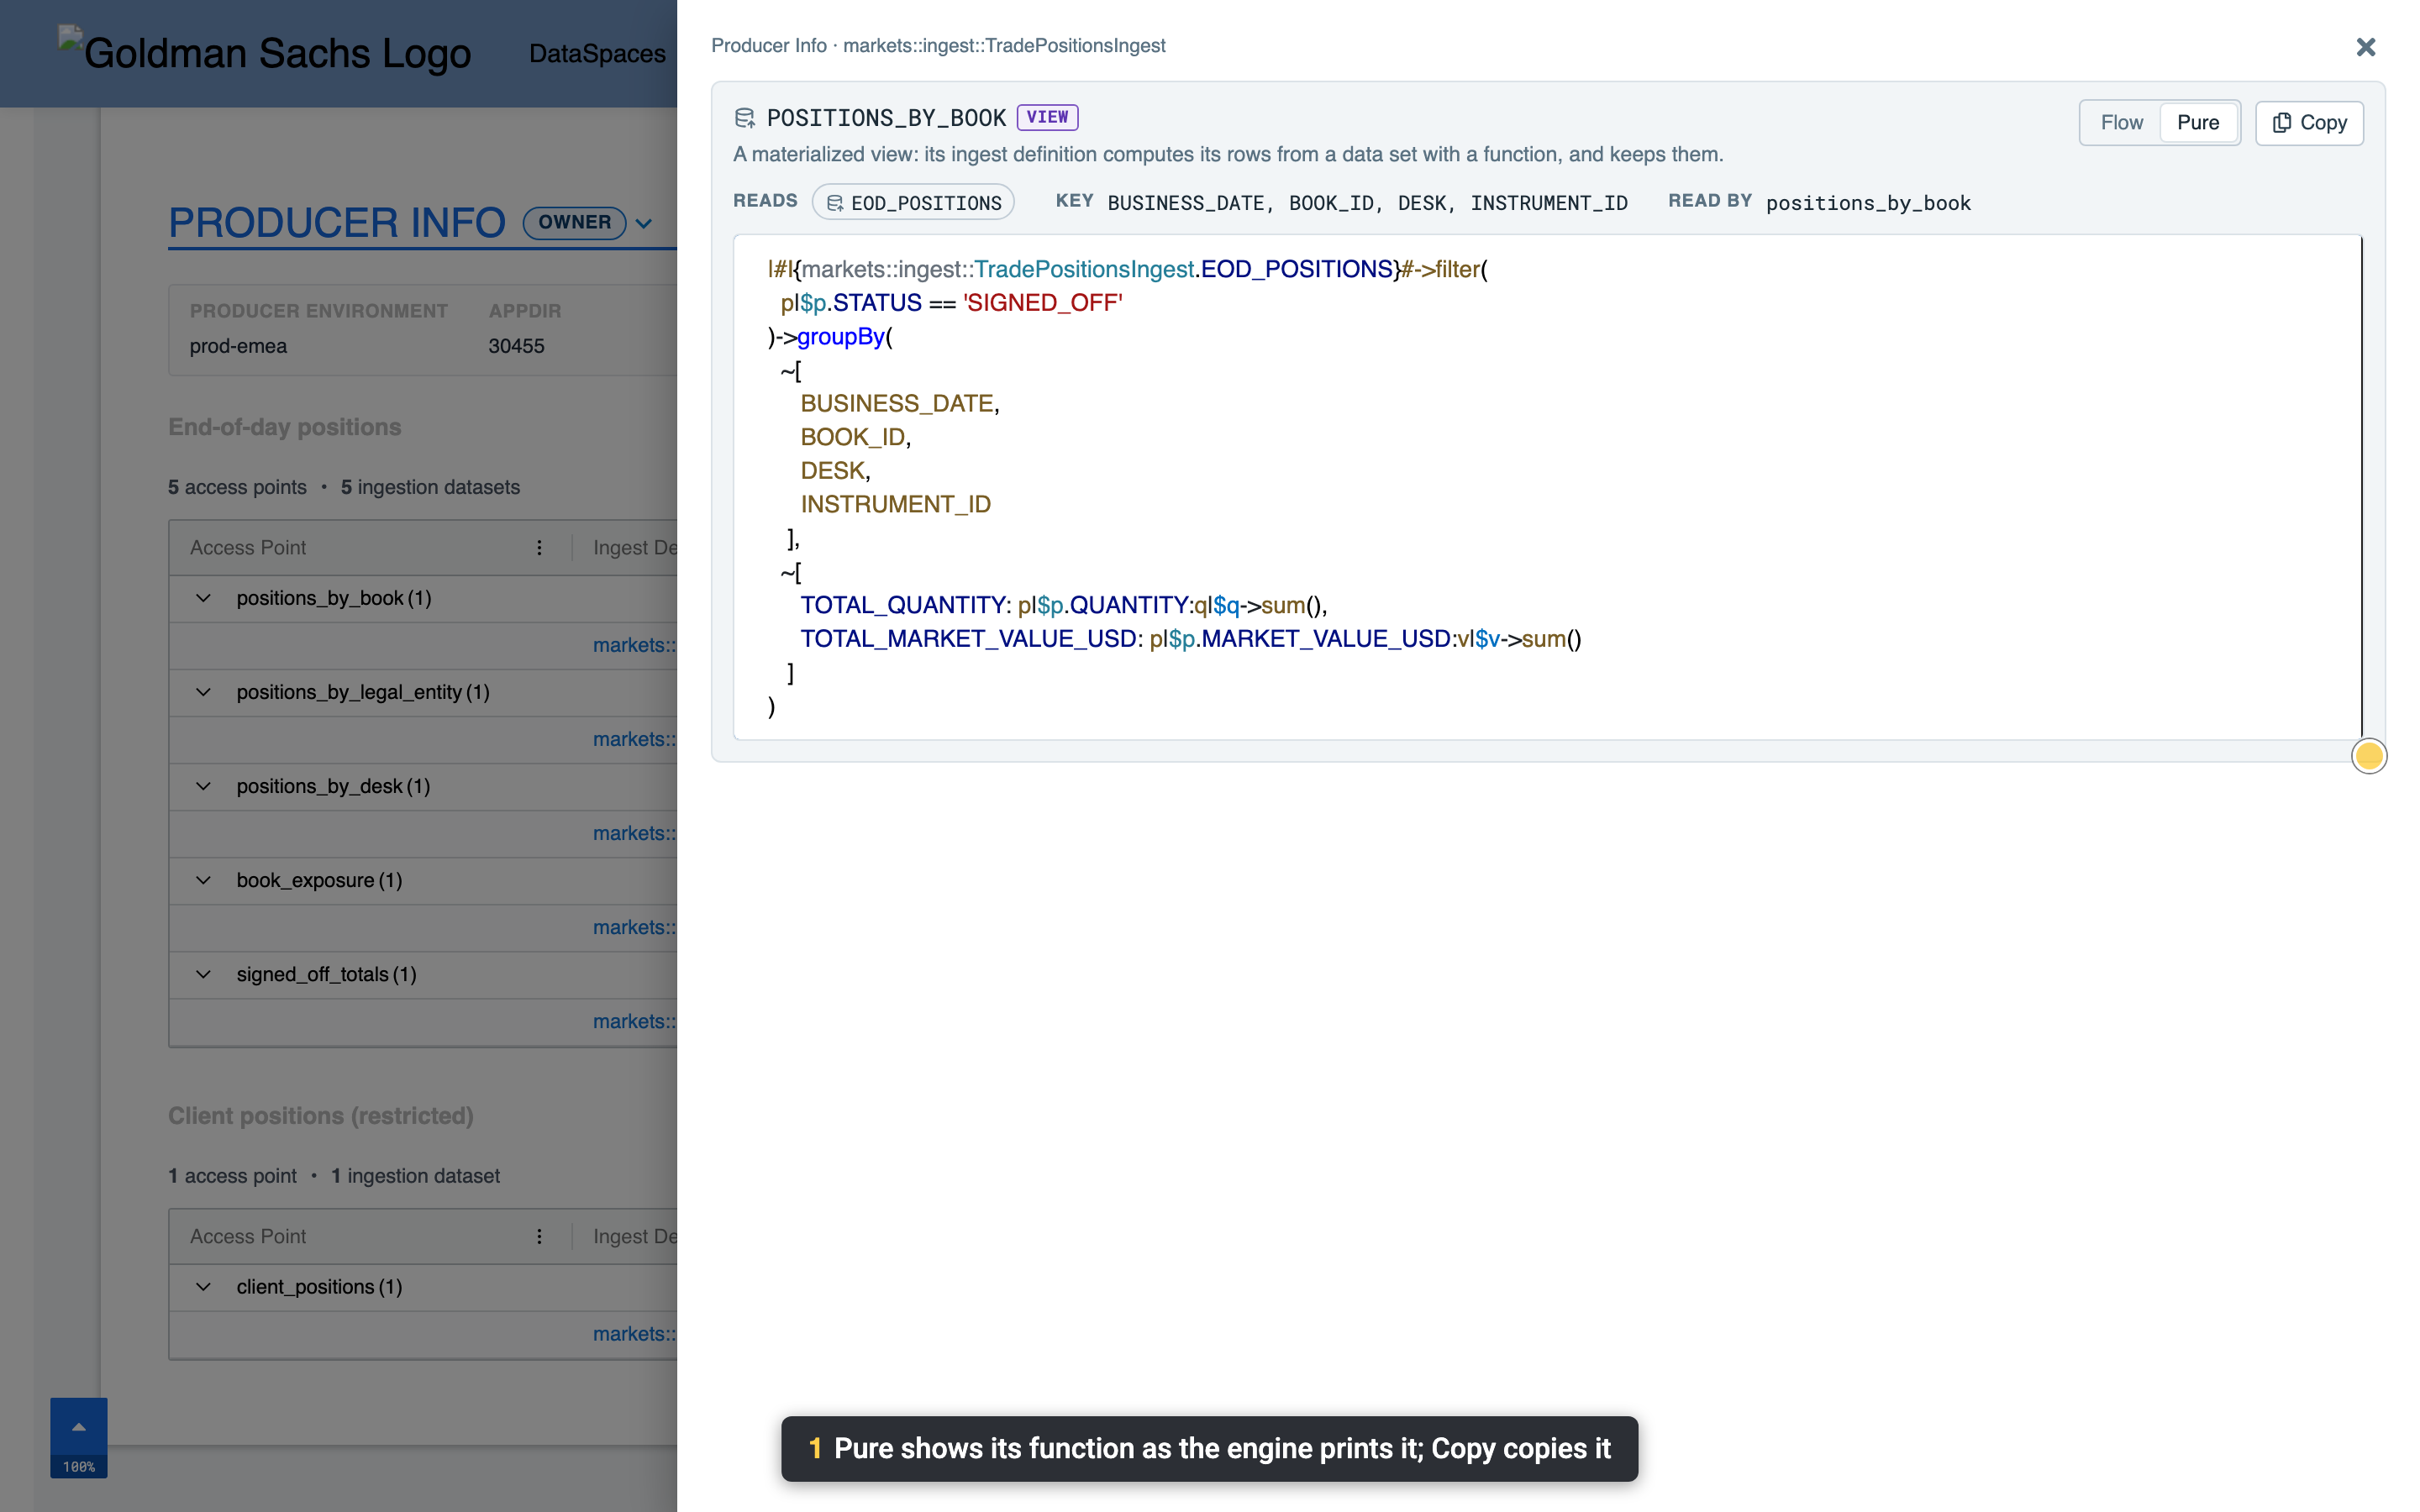 Goldman Sachs Logo
DataSpaces
PRODUCER INFO OWNER
PRODUCER ENVIRONMENT APPDIR
prod-emea 30455
End-of-day positions
5 access points • 5 ingestion datasets
Access Point Ingest De
positions_by_book (1)
markets::
positions_by_legal_entity (1)
markets::
positions_by_desk (1)
markets::
book_exposure (1)
markets::
signed_off_totals (1)
markets::
Client positions (restricted)
1 access point • 1 ingestion dataset
Access Point Ingest De
client_positions (1)
markets::
100%
Producer Info · markets::ingest::TradePositionsIngest
POSITIONS_BY_BOOK VIEW
Flow Pure Copy
A materialized view: its ingest definition computes its rows from a data set with a function, and keeps them.
READS EOD_POSITIONS KEY BUSINESS_DATE, BOOK_ID, DESK, INSTRUMENT_ID READ BY positions_by_book
|#I{markets::ingest::TradePositionsIngest.EOD_POSITIONS}#->filter(
p|$p.STATUS == 'SIGNED_OFF'
)->groupBy(
~[
BUSINESS_DATE,
BOOK_ID,
DESK,
INSTRUMENT_ID
],
~[
TOTAL_QUANTITY: p|$p.QUANTITY:q|$q->sum(),
TOTAL_MARKET_VALUE_USD: p|$p.MARKET_VALUE_USD:v|$v->sum()
]
)
1 Pure shows its function as the engine prints it; Copy copies it